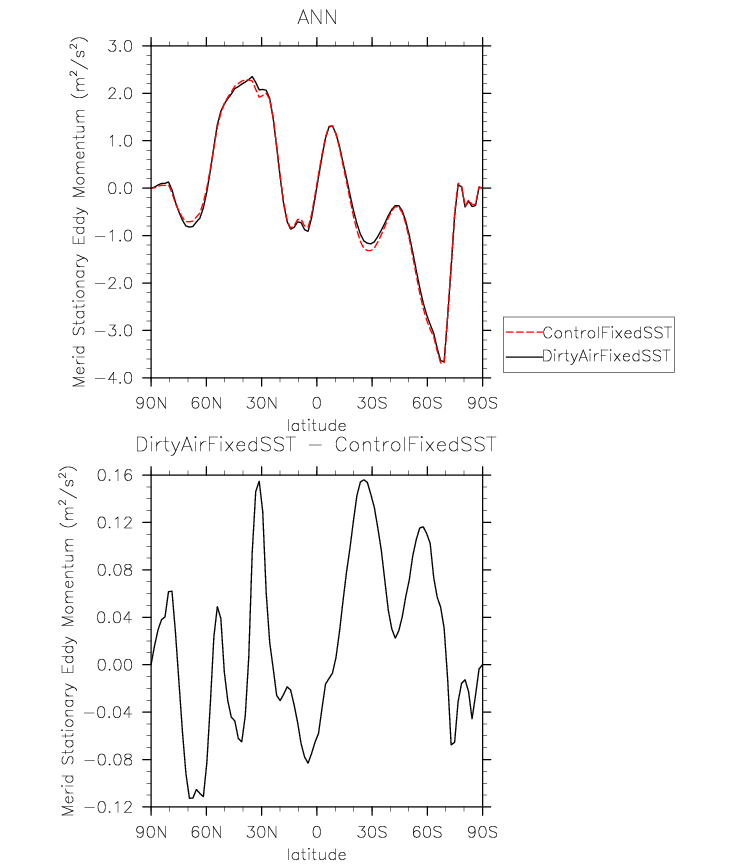 ANN
Merid Stationary Eddy Momentum (m²/s²)
3.0
2.0
1.0
0.0
−1.0
−2.0
−3.0
−4.0
90N 60N 30N 0 30S 60S 90S
latitude
ControlFixedSST
DirtyAirFixedSST
DirtyAirFixedSST − ControlFixedSST
Merid Stationary Eddy Momentum (m²/s²)
0.16
0.12
0.08
0.04
0.00
−0.04
−0.08
−0.12
90N 60N 30N 0 30S 60S 90S
latitude